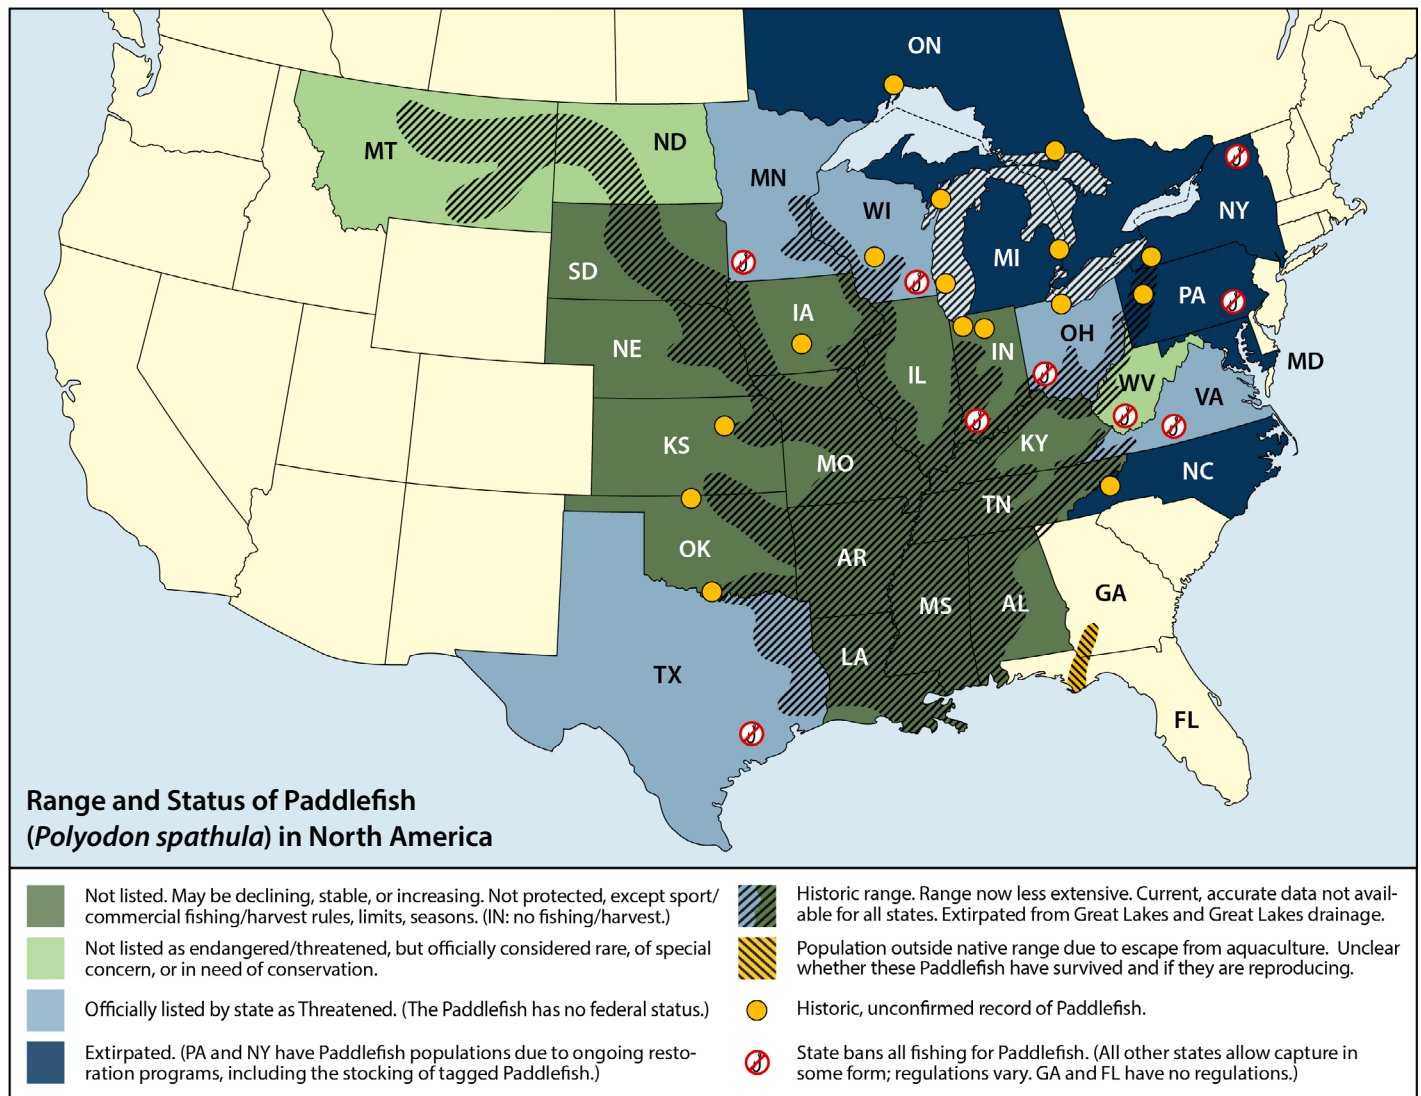 ON
MT
ND
MN
WI
NY
SD
MI
PA
IA
OH
NE
IN
MD
IL
WV
VA
KS
KY
MO
NC
TN
OK
AR
GA
MS
AL
LA
TX
FL
Range and Status of Paddlefish
(Polyodon spathula) in North America
Not listed. May be declining, stable, or increasing. Not protected, except sport/
commercial fishing/harvest rules, limits, seasons. (IN: no fishing/harvest.)
Not listed as endangered/threatened, but officially considered rare, of special
concern, or in need of conservation.
Officially listed by state as Threatened. (The Paddlefish has no federal status.)
Extirpated. (PA and NY have Paddlefish populations due to ongoing resto-
ration programs, including the stocking of tagged Paddlefish.)
Historic range. Range now less extensive. Current, accurate data not avail-
able for all states. Extirpated from Great Lakes and Great Lakes drainage.
Population outside native range due to escape from aquaculture. Unclear
whether these Paddlefish have survived and if they are reproducing.
Historic, unconfirmed record of Paddlefish.
State bans all fishing for Paddlefish. (All other states allow capture in
some form; regulations vary. GA and FL have no regulations.)